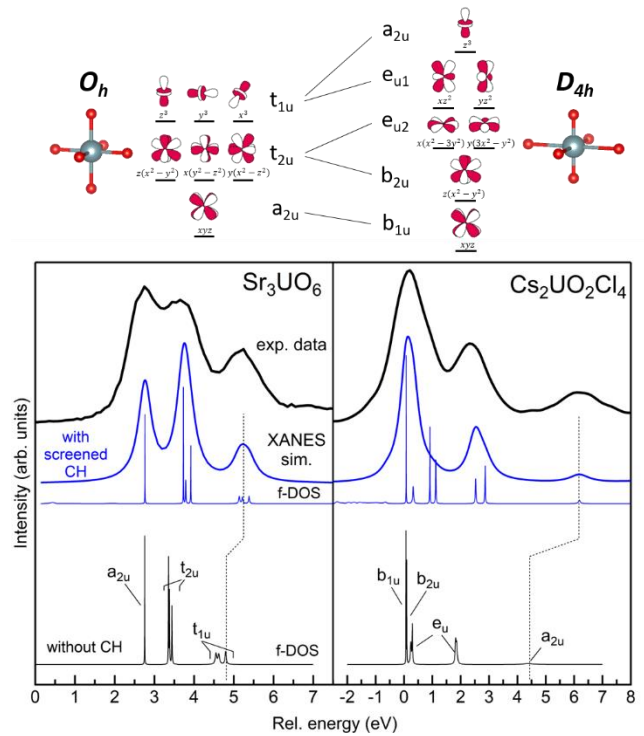 O_h
z³ y³ x³
t₁ᵤ
z(x² − y²) x(y² − z²) y(x² − z²)
t₂ᵤ
xyz
a₂ᵤ
a₂ᵤ
z³
eᵤ₁
xz² yz²
eᵤ₂
x(x² − 3y²) y(3x² − y²)
b₂ᵤ
z(x² − y²)
b₁ᵤ
xyz
D₄h
Intensity (arb. units)
Sr₃UO₆
exp. data
with
screened
CH
XANES
sim.
f-DOS
a₂ᵤ
t₂ᵤ
t₁ᵤ
without CH
f-DOS
0 1 2 3 4 5 6 7
Cs₂UO₂Cl₄
b₁ᵤ
b₂ᵤ
eᵤ
a₂ᵤ
-2 -1 0 1 2 3 4 5 6 7 8
Rel. energy (eV)